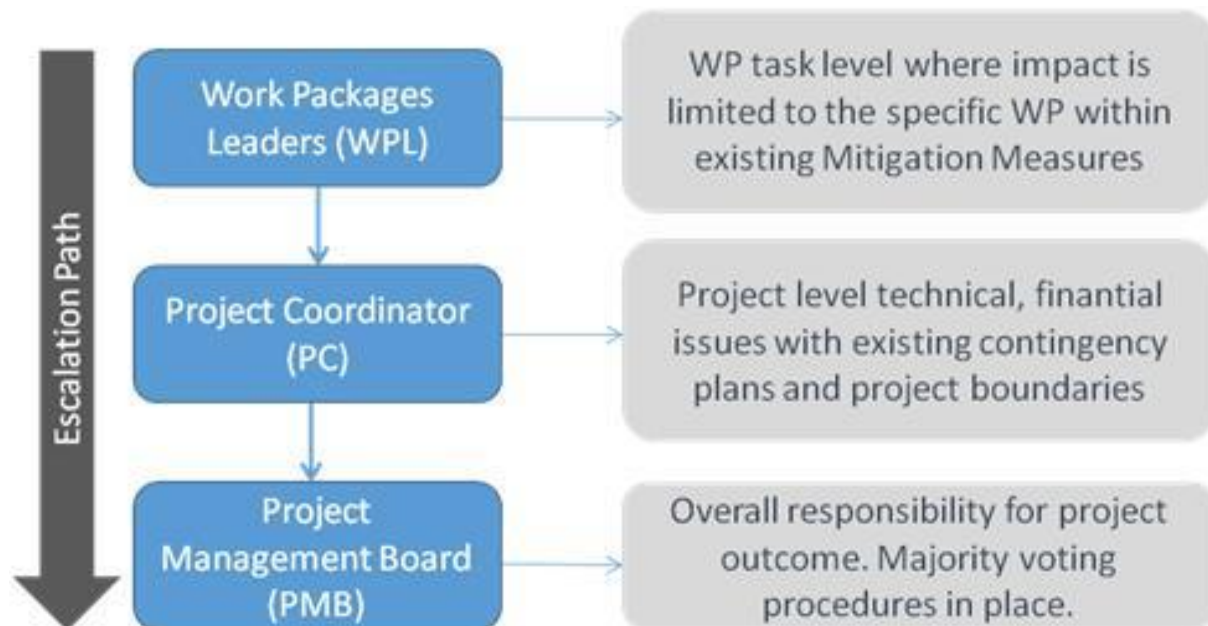 Escalation Path
Work Packages
Leaders (WPL)
WP task level where impact is
limited to the specific WP within
existing Mitigation Measures
Project Coordinator
(PC)
Project level technical, finantial
issues with existing contingency
plans and project boundaries
Project
Management Board
(PMB)
Overall responsibility for project
outcome. Majority voting
procedures in place.